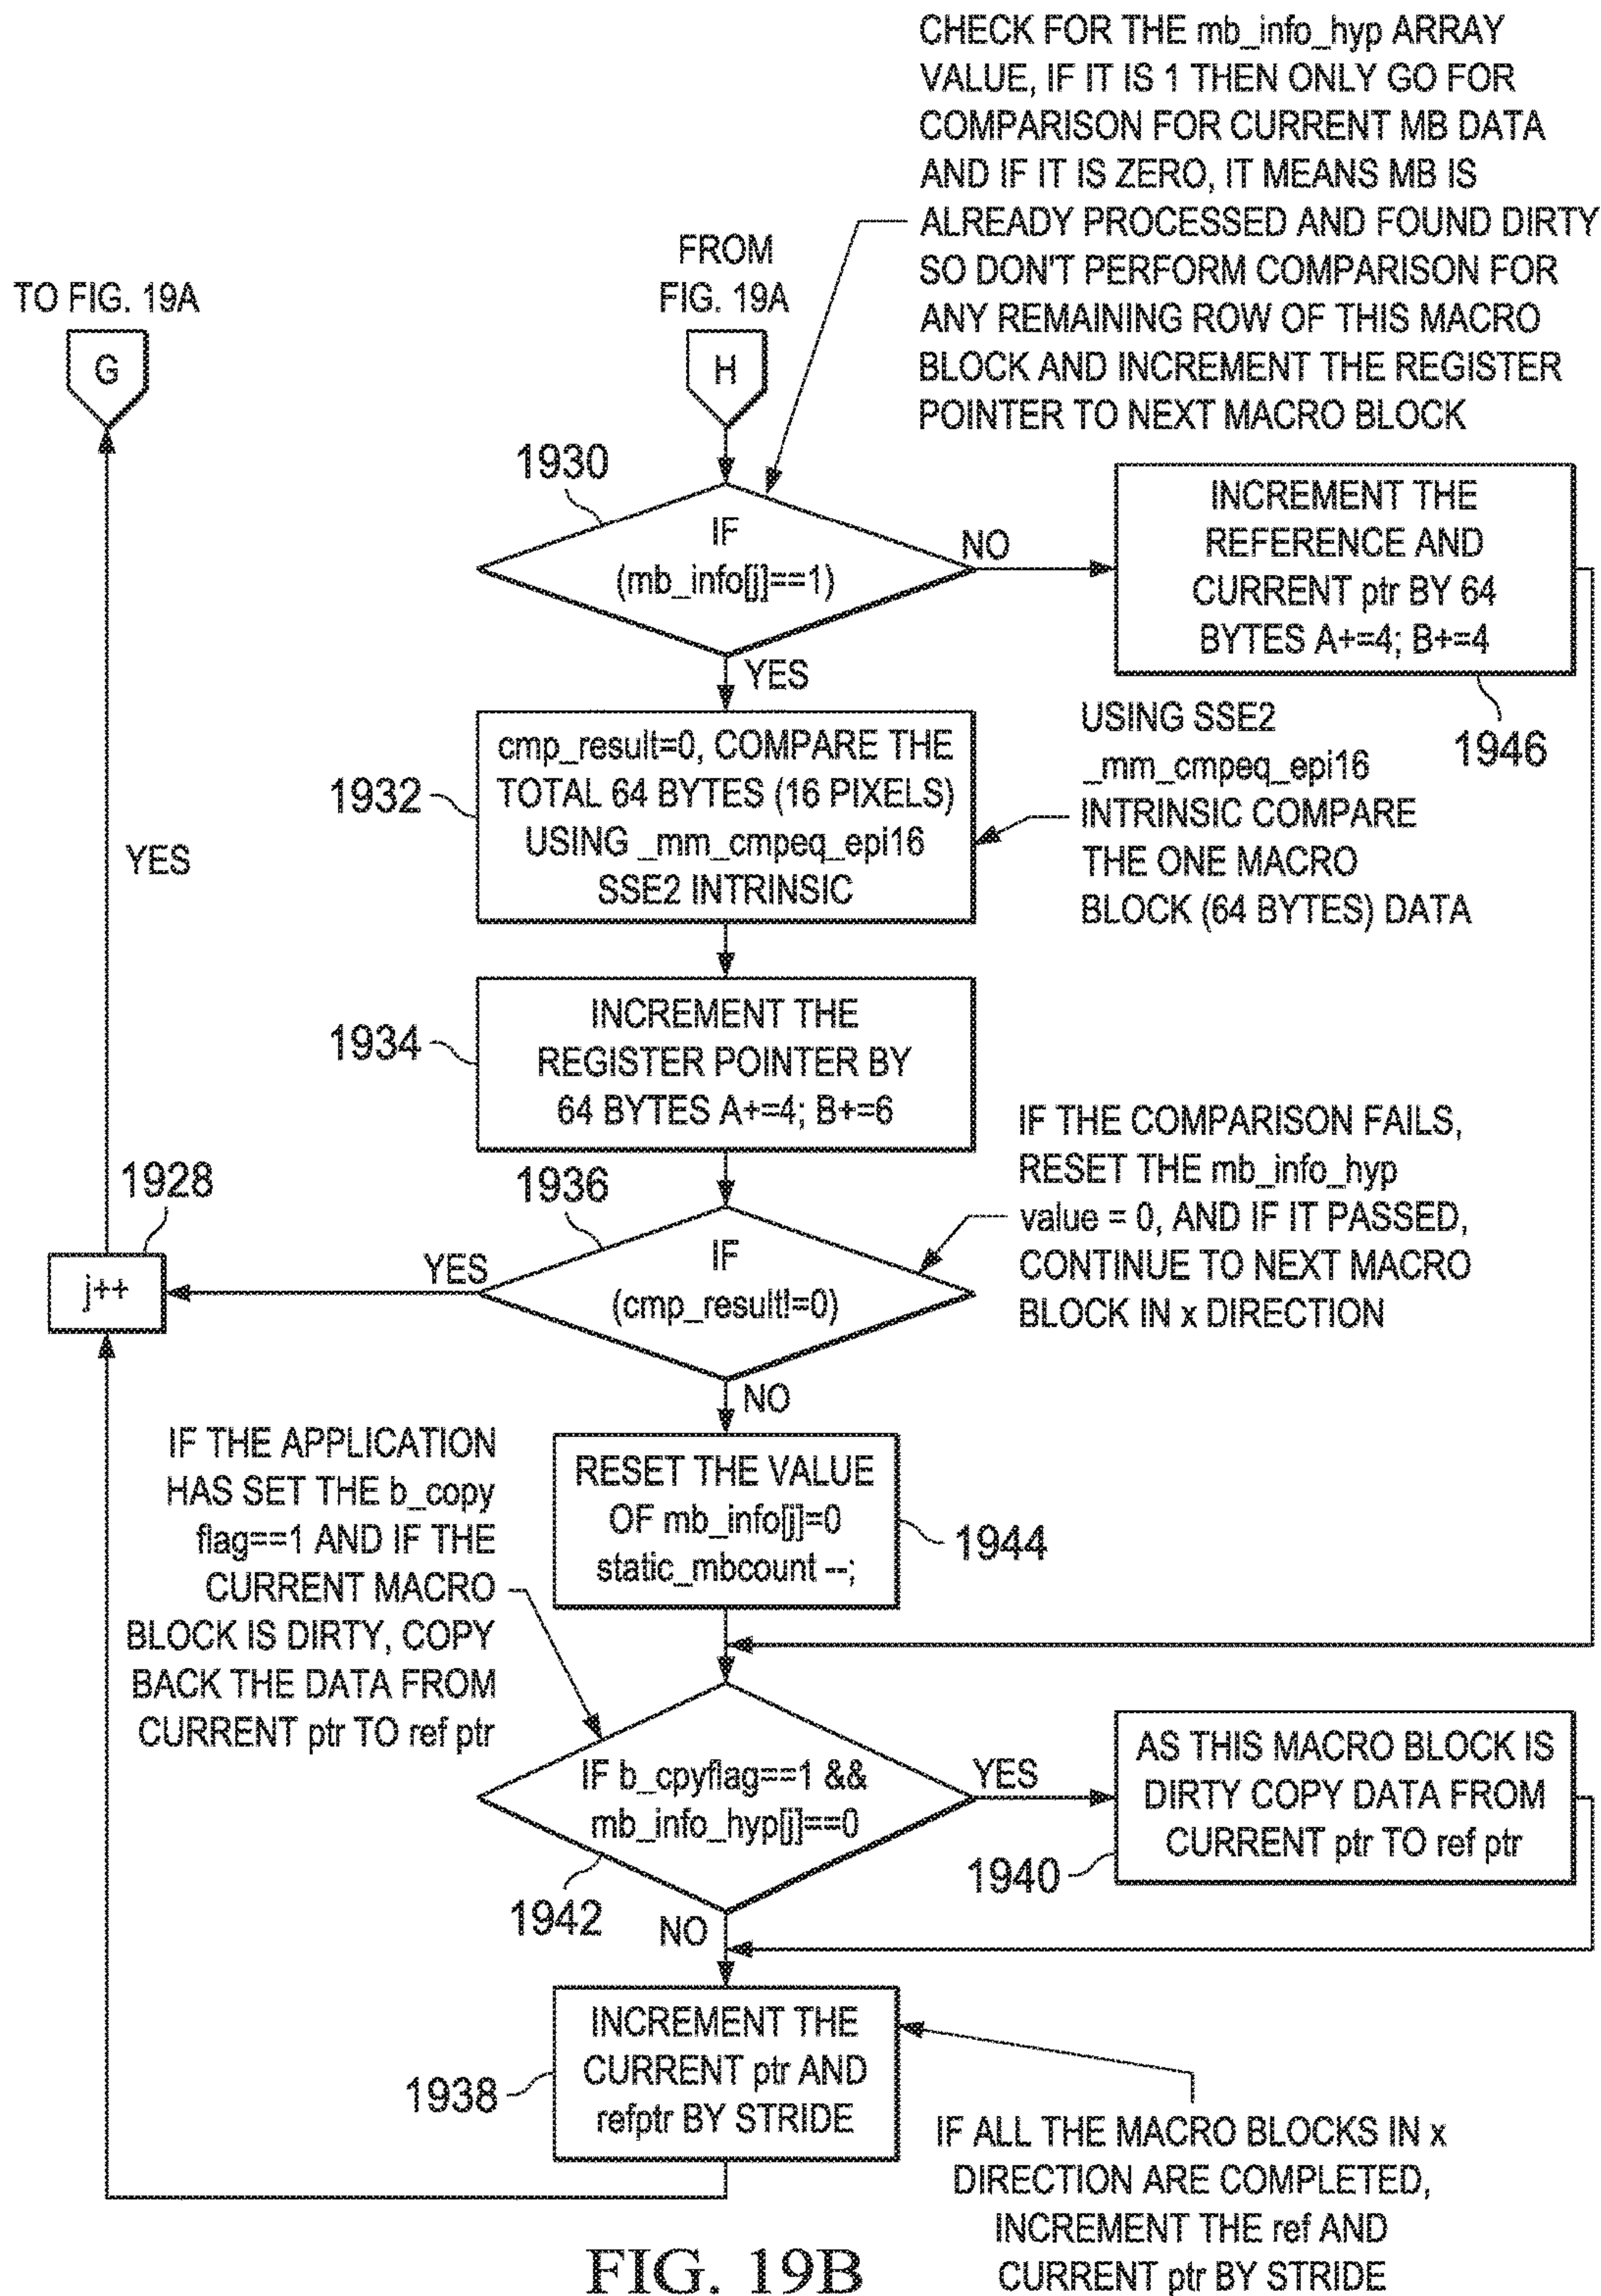 CHECK FOR THE mb_info_hyp ARRAY
VALUE, IF IT IS 1 THEN ONLY GO FOR
COMPARISON FOR CURRENT MB DATA
AND IF IT IS ZERO, IT MEANS MB IS
ALREADY PROCESSED AND FOUND DIRTY
SO DON'T PERFORM COMPARISON FOR
ANY REMAINING ROW OF THIS MACRO
BLOCK AND INCREMENT THE REGISTER
POINTER TO NEXT MACRO BLOCK
TO FIG. 19A
G
FROM
FIG. 19A
H
1930
IF
(mb_info[j]==1)
NO
YES
INCREMENT THE
REFERENCE AND
CURRENT ptr BY 64
BYTES A+=4; B+=4
1946
1932
cmp_result=0, COMPARE THE
TOTAL 64 BYTES (16 PIXELS)
USING _mm_cmpeq_epi16
SSE2 INTRINSIC
USING SSE2
_mm_cmpeq_epi16
INTRINSIC COMPARE
THE ONE MACRO
BLOCK (64 BYTES) DATA
YES
1934
INCREMENT THE
REGISTER POINTER BY
64 BYTES A+=4; B+=6
IF THE COMPARISON FAILS,
RESET THE mb_info_hyp
value = 0, AND IF IT PASSED,
CONTINUE TO NEXT MACRO
BLOCK IN x DIRECTION
1928
j++
1936
YES
IF
(cmp_result!=0)
NO
IF THE APPLICATION
HAS SET THE b_copy
flag==1 AND IF THE
CURRENT MACRO
BLOCK IS DIRTY, COPY
BACK THE DATA FROM
CURRENT ptr TO ref ptr
RESET THE VALUE
OF mb_info[j]=0
static_mbcount --;
1944
IF b_cpyflag==1 &&
mb_info_hyp[j]==0
1942
YES
NO
AS THIS MACRO BLOCK IS
DIRTY COPY DATA FROM
CURRENT ptr TO ref ptr
1940
1938
INCREMENT THE
CURRENT ptr AND
refptr BY STRIDE
IF ALL THE MACRO BLOCKS IN x
DIRECTION ARE COMPLETED,
INCREMENT THE ref AND
CURRENT ptr BY STRIDE
FIG. 19B